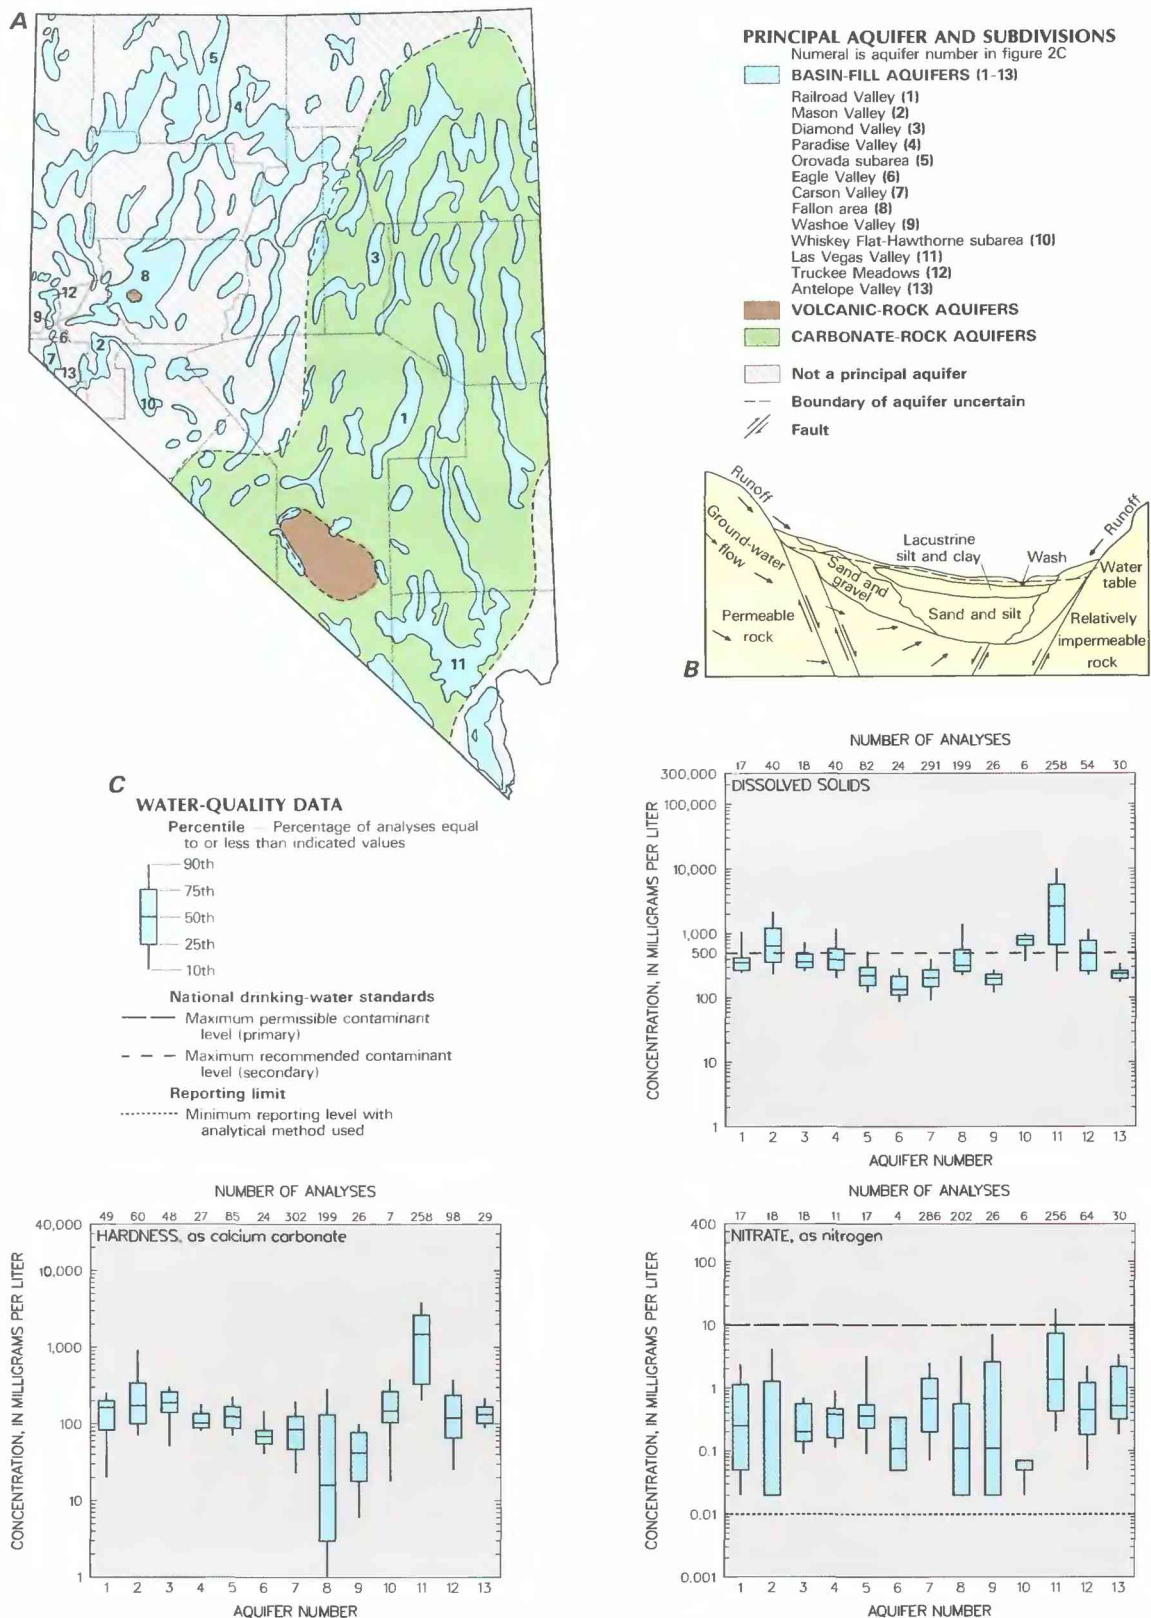 A
5
4
3
8
12
9
6
2
7
13
10
1
11
PRINCIPAL AQUIFER AND SUBDIVISIONS
Numeral is aquifer number in figure 2C
BASIN-FILL AQUIFERS (1-13)
Railroad Valley (1)
Mason Valley (2)
Diamond Valley (3)
Paradise Valley (4)
Orovada subarea (5)
Eagle Valley (6)
Carson Valley (7)
Fallon area (8)
Washoe Valley (9)
Whiskey Flat-Hawthorne subarea (10)
Las Vegas Valley (11)
Truckee Meadows (12)
Antelope Valley (13)
VOLCANIC-ROCK AQUIFERS
CARBONATE-ROCK AQUIFERS
Not a principal aquifer
Boundary of aquifer uncertain
Fault
Runoff
Ground-water
flow
Permeable
rock
Sand and
gravel
Lacustrine
silt and clay
Wash
Sand and silt
Runoff
Water
table
Relatively
impermeable
rock
B
C
WATER-QUALITY DATA
Percentile — Percentage of analyses equal
to or less than indicated values
90th
75th
50th
25th
10th
National drinking-water standards
Maximum permissible contaminant
level (primary)
Maximum recommended contaminant
level (secondary)
Reporting limit
Minimum reporting level with
analytical method used
NUMBER OF ANALYSES
17 40 18 40 82 24 291 199 26 6 258 54 30
DISSOLVED SOLIDS
CONCENTRATION, IN MILLIGRAMS PER LITER
300,000
100,000
10,000
1,000
500
100
10
1
1 2 3 4 5 6 7 8 9 10 11 12 13
AQUIFER NUMBER
NUMBER OF ANALYSES
49 60 48 27 85 24 302 199 26 7 258 98 29
HARDNESS, as calcium carbonate
CONCENTRATION, IN MILLIGRAMS PER LITER
40,000
10,000
1,000
100
10
1
1 2 3 4 5 6 7 8 9 10 11 12 13
AQUIFER NUMBER
NUMBER OF ANALYSES
17 18 18 11 17 4 286 202 26 6 256 64 30
NITRATE, as nitrogen
CONCENTRATION, IN MILLIGRAMS PER LITER
400
100
10
1
0.1
0.01
0.001
1 2 3 4 5 6 7 8 9 10 11 12 13
AQUIFER NUMBER